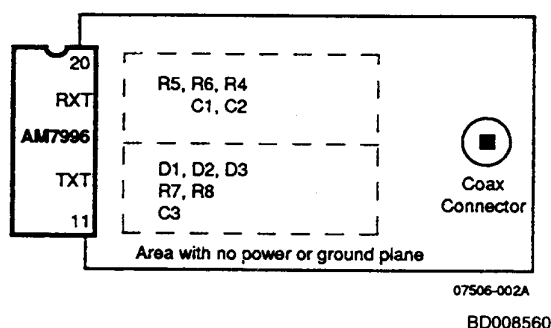 20
RXT
AM7996
TXT
11
R5, R6, R4
C1, C2
D1, D2, D3
R7, R8
C3
Coax
Connector
Area with no power or ground plane
07506-002A
BD008560